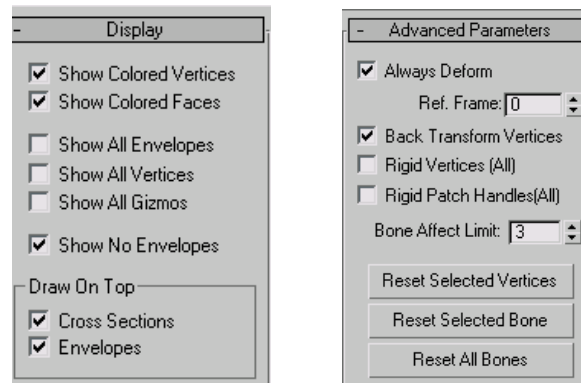 - Display
Show Colored Vertices
Show Colored Faces
Show All Envelopes
Show All Vertices
Show All Gizmos
Show No Envelopes
Draw On Top
Cross Sections
Envelopes
- Advanced Parameters
Always Deform
Ref. Frame: 0
Back Transform Vertices
Rigid Vertices (All)
Rigid Patch Handles(All)
Bone Affect Limit: 3
Reset Selected Vertices
Reset Selected Bone
Reset All Bones